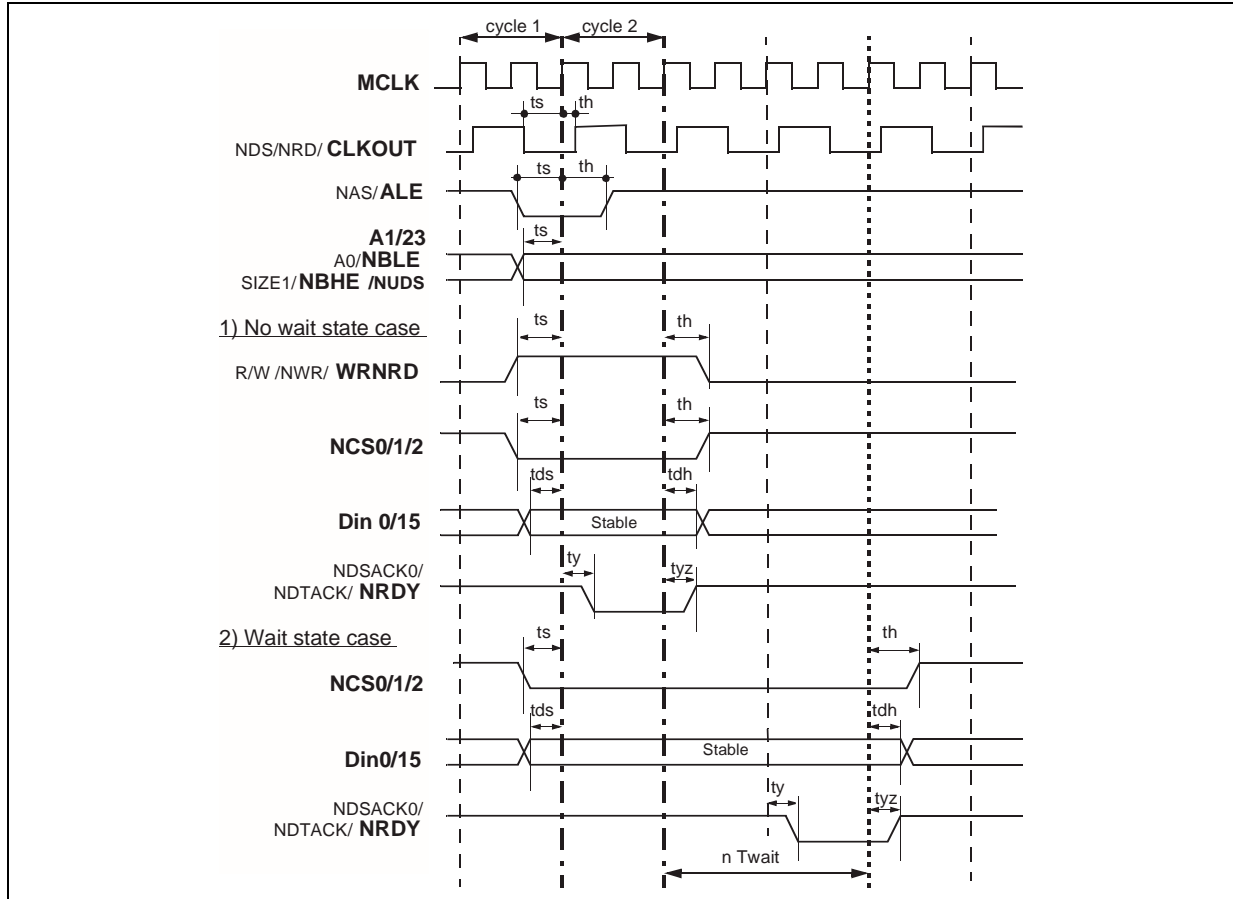 cycle 1 cycle 2
MCLK
ts th
NDS/NRD/ CLKOUT
ts th
NAS/ALE
A1/23
ts
A0/NBLE
SIZE1/NBHE /NUDS
1) No wait state case
ts th
R/W /NWR/ WRNRD
ts th
NCS0/1/2
tds tdh
Din 0/15
Stable
NDSACK0/
ty tyz
NDTACK/ NRDY
2) Wait state case
ts th
NCS0/1/2
tds tdh
Stable
Din0/15
ty tyz
NDSACK0/
NDTACK/ NRDY
n Twait